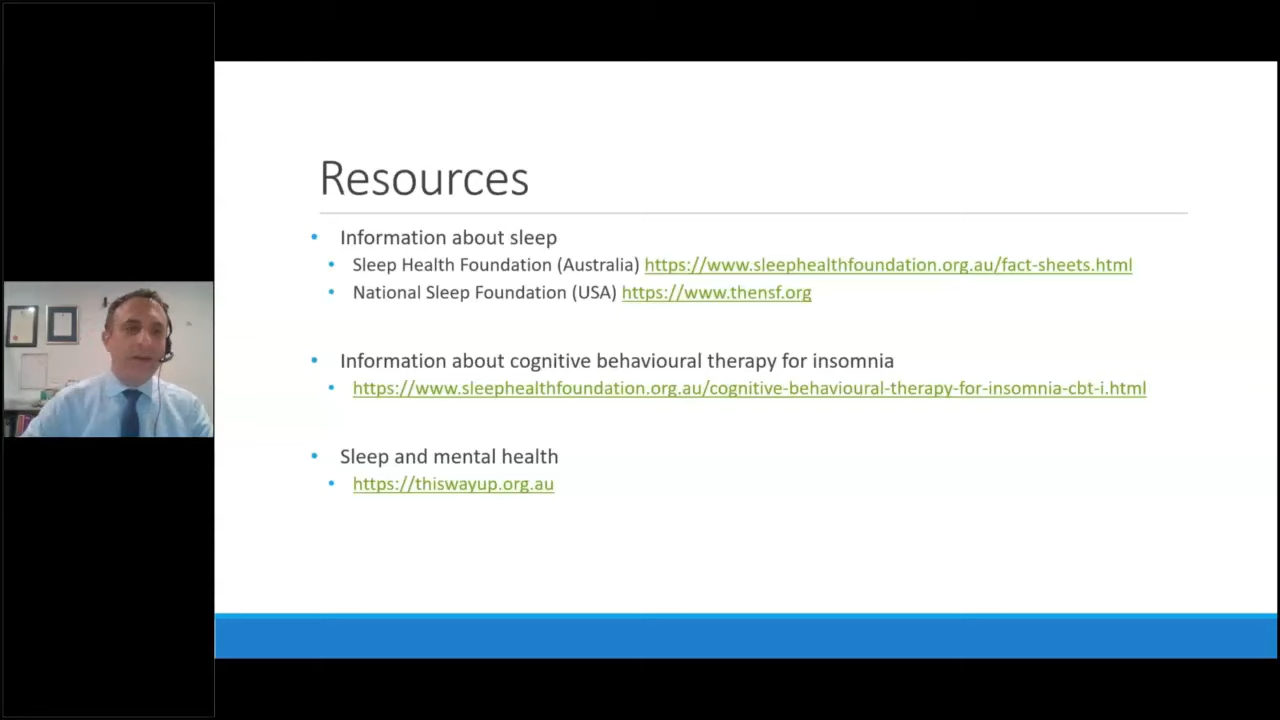 Resources
Information about sleep
Sleep Health Foundation (Australia) https://www.sleephealthfoundation.org.au/fact-sheets.html
National Sleep Foundation (USA) https://www.thensf.org
Information about cognitive behavioural therapy for insomnia
https://www.sleephealthfoundation.org.au/cognitive-behavioural-therapy-for-insomnia-cbt-i.html
Sleep and mental health
https://thiswayup.org.au